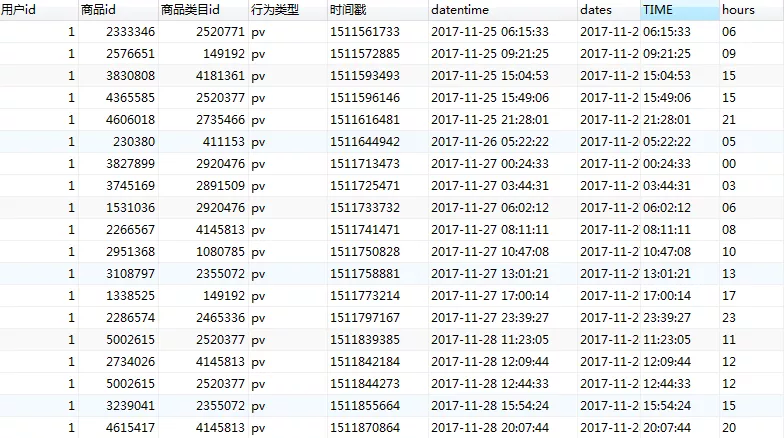 用户id 商品id 商品类目id 行为类型 时间戳 datentime dates TIME hours
1 2333346 2520771 pv 1511561733 2017-11-25 06:15:33 2017-11-2 06:15:33 06
1 2576651 149192 pv 1511572885 2017-11-25 09:21:25 2017-11-2 09:21:25 09
1 3830808 4181361 pv 1511593493 2017-11-25 15:04:53 2017-11-2 15:04:53 15
1 4365585 2520377 pv 1511596146 2017-11-25 15:49:06 2017-11-2 15:49:06 15
1 4606018 2735466 pv 1511616481 2017-11-25 21:28:01 2017-11-2 21:28:01 21
1 230380 411153 pv 1511644942 2017-11-26 05:22:22 2017-11-2 05:22:22 05
1 3827899 2920476 pv 1511713473 2017-11-27 00:24:33 2017-11-2 00:24:33 00
1 3745169 2891509 pv 1511725471 2017-11-27 03:44:31 2017-11-2 03:44:31 03
1 1531036 2920476 pv 1511733732 2017-11-27 06:02:12 2017-11-2 06:02:12 06
1 2266567 4145813 pv 1511741471 2017-11-27 08:11:11 2017-11-2 08:11:11 08
1 2951368 1080785 pv 1511750828 2017-11-27 10:47:08 2017-11-2 10:47:08 10
1 3108797 2355072 pv 1511758881 2017-11-27 13:01:21 2017-11-2 13:01:21 13
1 1338525 149192 pv 1511773214 2017-11-27 17:00:14 2017-11-2 17:00:14 17
1 2286574 2465336 pv 1511797167 2017-11-27 23:39:27 2017-11-2 23:39:27 23
1 5002615 2520377 pv 1511839385 2017-11-28 11:23:05 2017-11-2 11:23:05 11
1 2734026 4145813 pv 1511842184 2017-11-28 12:09:44 2017-11-2 12:09:44 12
1 5002615 2520377 pv 1511844273 2017-11-28 12:44:33 2017-11-2 12:44:33 12
1 3239041 2355072 pv 1511855664 2017-11-28 15:54:24 2017-11-2 15:54:24 15
1 4615417 4145813 pv 1511870864 2017-11-28 20:07:44 2017-11-2 20:07:44 20